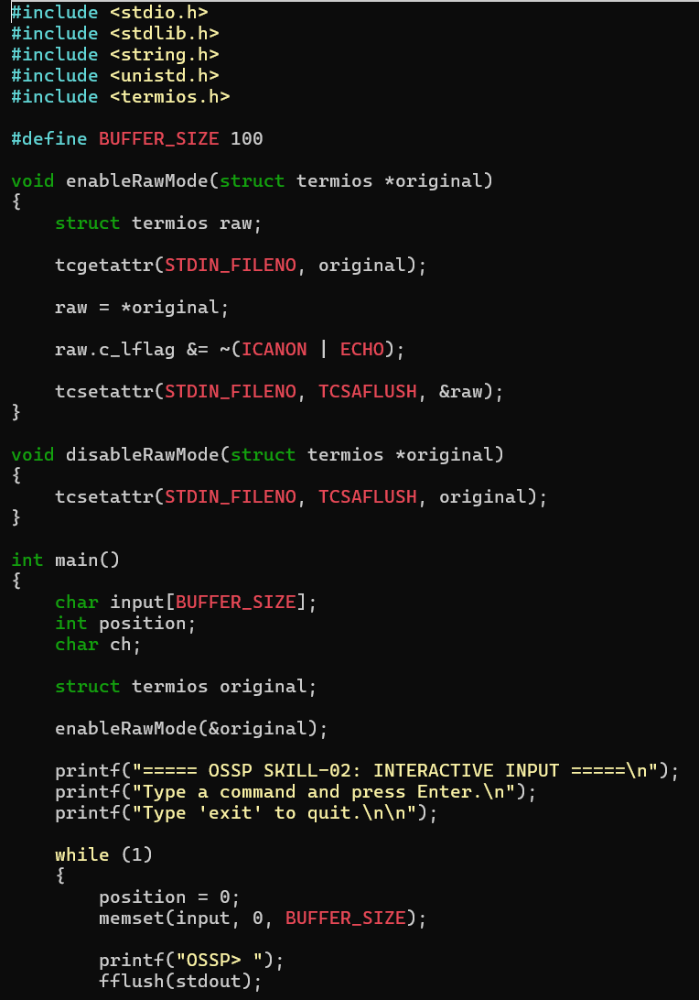 #include <stdio.h>
#include <stdlib.h>
#include <string.h>
#include <unistd.h>
#include <termios.h>

#define BUFFER_SIZE 100

void enableRawMode(struct termios *original)
{
    struct termios raw;

    tcgetattr(STDIN_FILENO, original);

    raw = *original;

    raw.c_lflag &= ~(ICANON | ECHO);

    tcsetattr(STDIN_FILENO, TCSAFLUSH, &raw);
}

void disableRawMode(struct termios *original)
{
    tcsetattr(STDIN_FILENO, TCSAFLUSH, original);
}

int main()
{
    char input[BUFFER_SIZE];
    int position;
    char ch;

    struct termios original;

    enableRawMode(&original);

    printf("===== OSSP SKILL-02: INTERACTIVE INPUT =====\n");
    printf("Type a command and press Enter.\n");
    printf("Type 'exit' to quit.\n\n");

    while (1)
    {
        position = 0;
        memset(input, 0, BUFFER_SIZE);

        printf("OSSP> ");
        fflush(stdout);